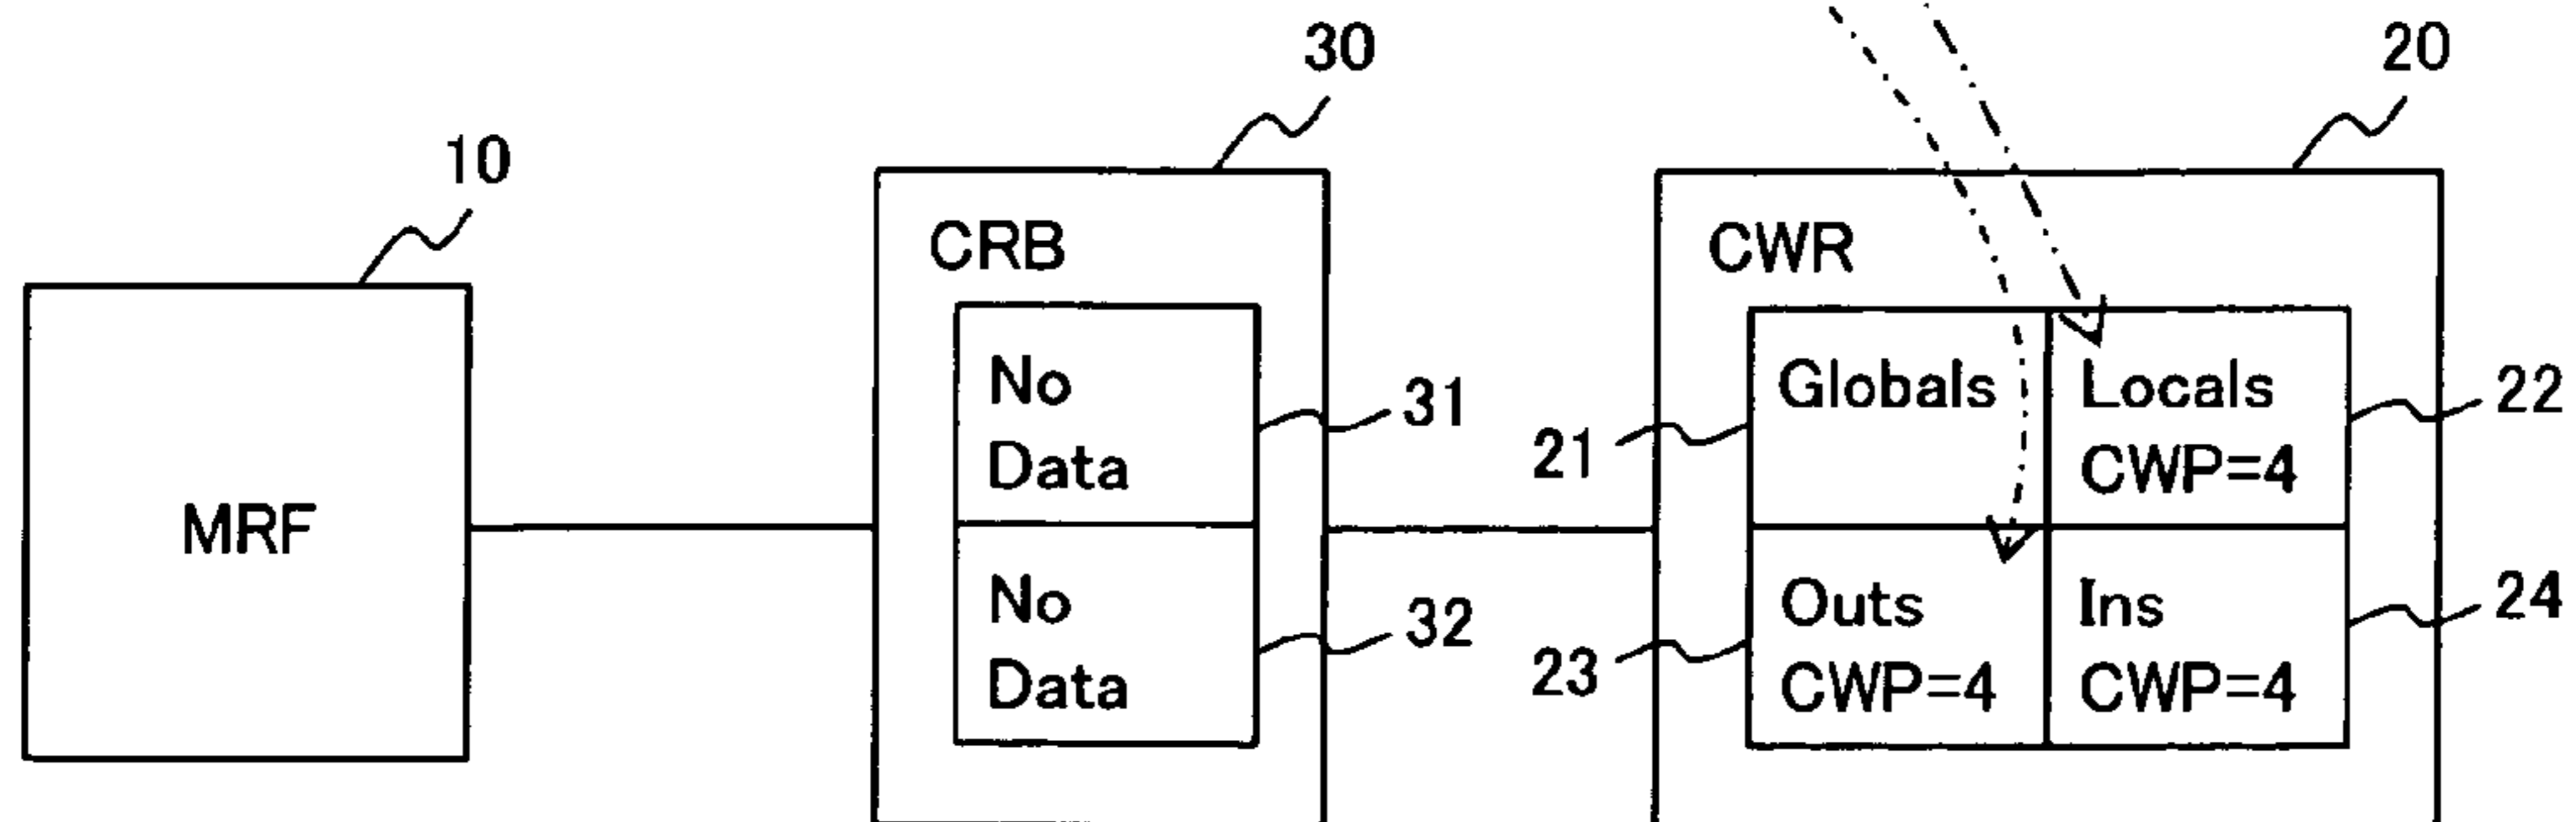 10
MRF
30
CRB
No
Data
31
No
Data
32
20
CWR
Globals
21
Locals
CWP=4
22
Outs
CWP=4
23
Ins
CWP=4
24